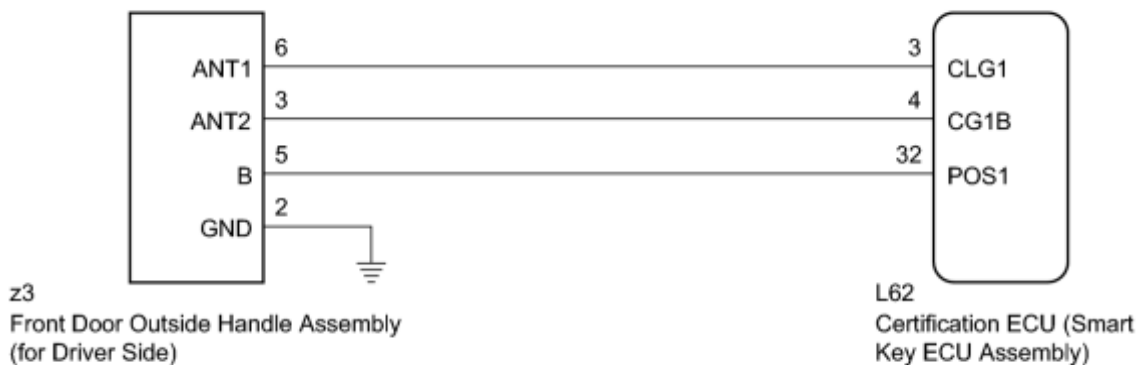 6 3
ANT1 CLG1
3 4
ANT2 CG1B
5 32
B POS1
2
GND
z3
Front Door Outside Handle Assembly
(for Driver Side)
L62
Certification ECU (Smart
Key ECU Assembly)